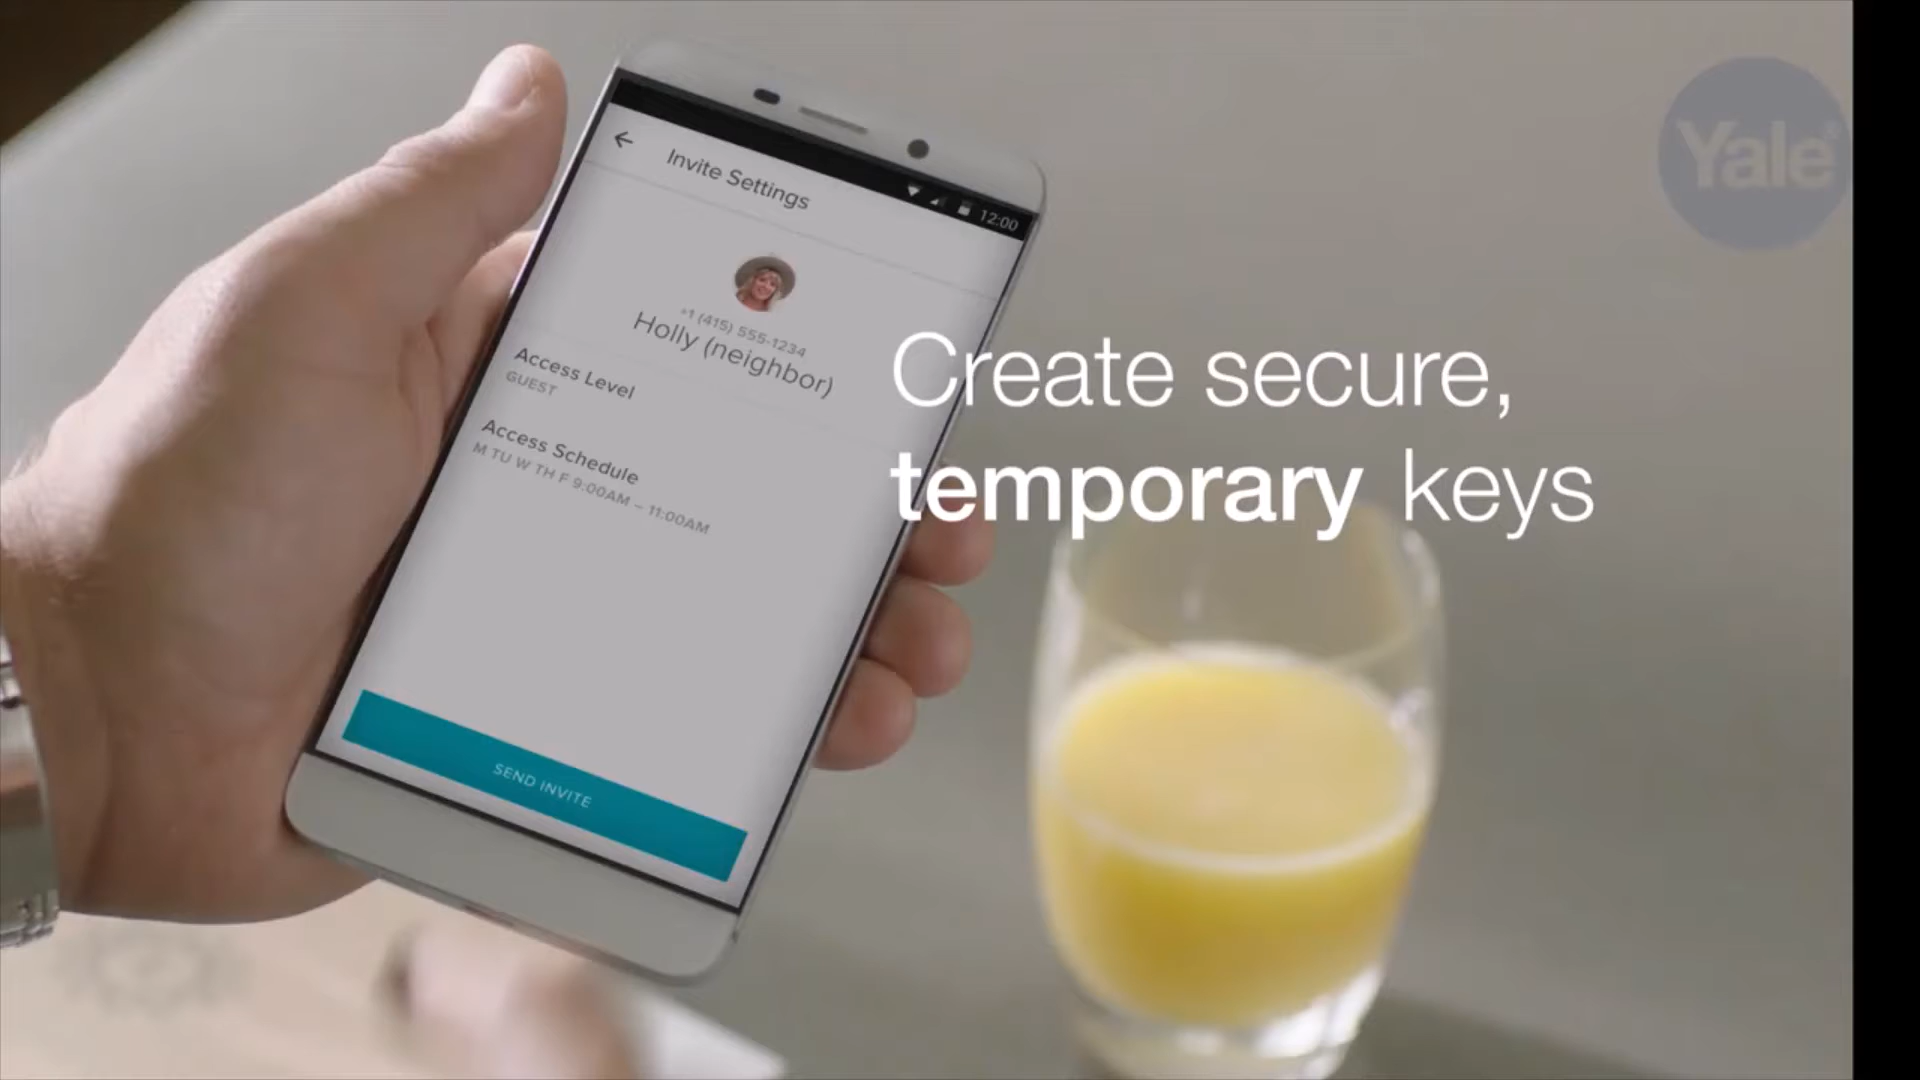 Yale®
12:00
Invite Settings
+1 (415) 555-1234
Holly (neighbor)
Access Level
GUEST
Access Schedule
M TU W TH F 9:00AM – 11:00AM
SEND INVITE
Create secure,
temporary keys